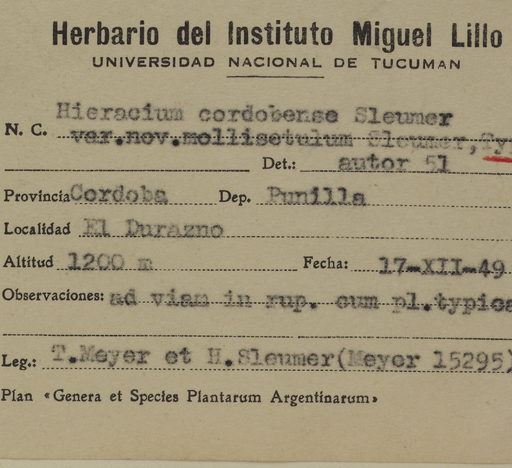 Herbario del Instituto Miguel Lillo
UNIVERSIDAD NACIONAL DE TUCUMAN
Hieracium cordobense Sleumer
N. C. var.nov.mollisetulum Sleumer,Ty
Det.: autor 51
Provincia Cordoba Dep. Punilla
Localidad El Durazno
Altitud 1200 m Fecha: 17-XII-49
Observaciones: ad viam in rup. cum pl.typica
Leg.: T.Meyer et H.Sleumer(Meyer 15295)
Plan «Genera et Species Plantarum Argentinarum»